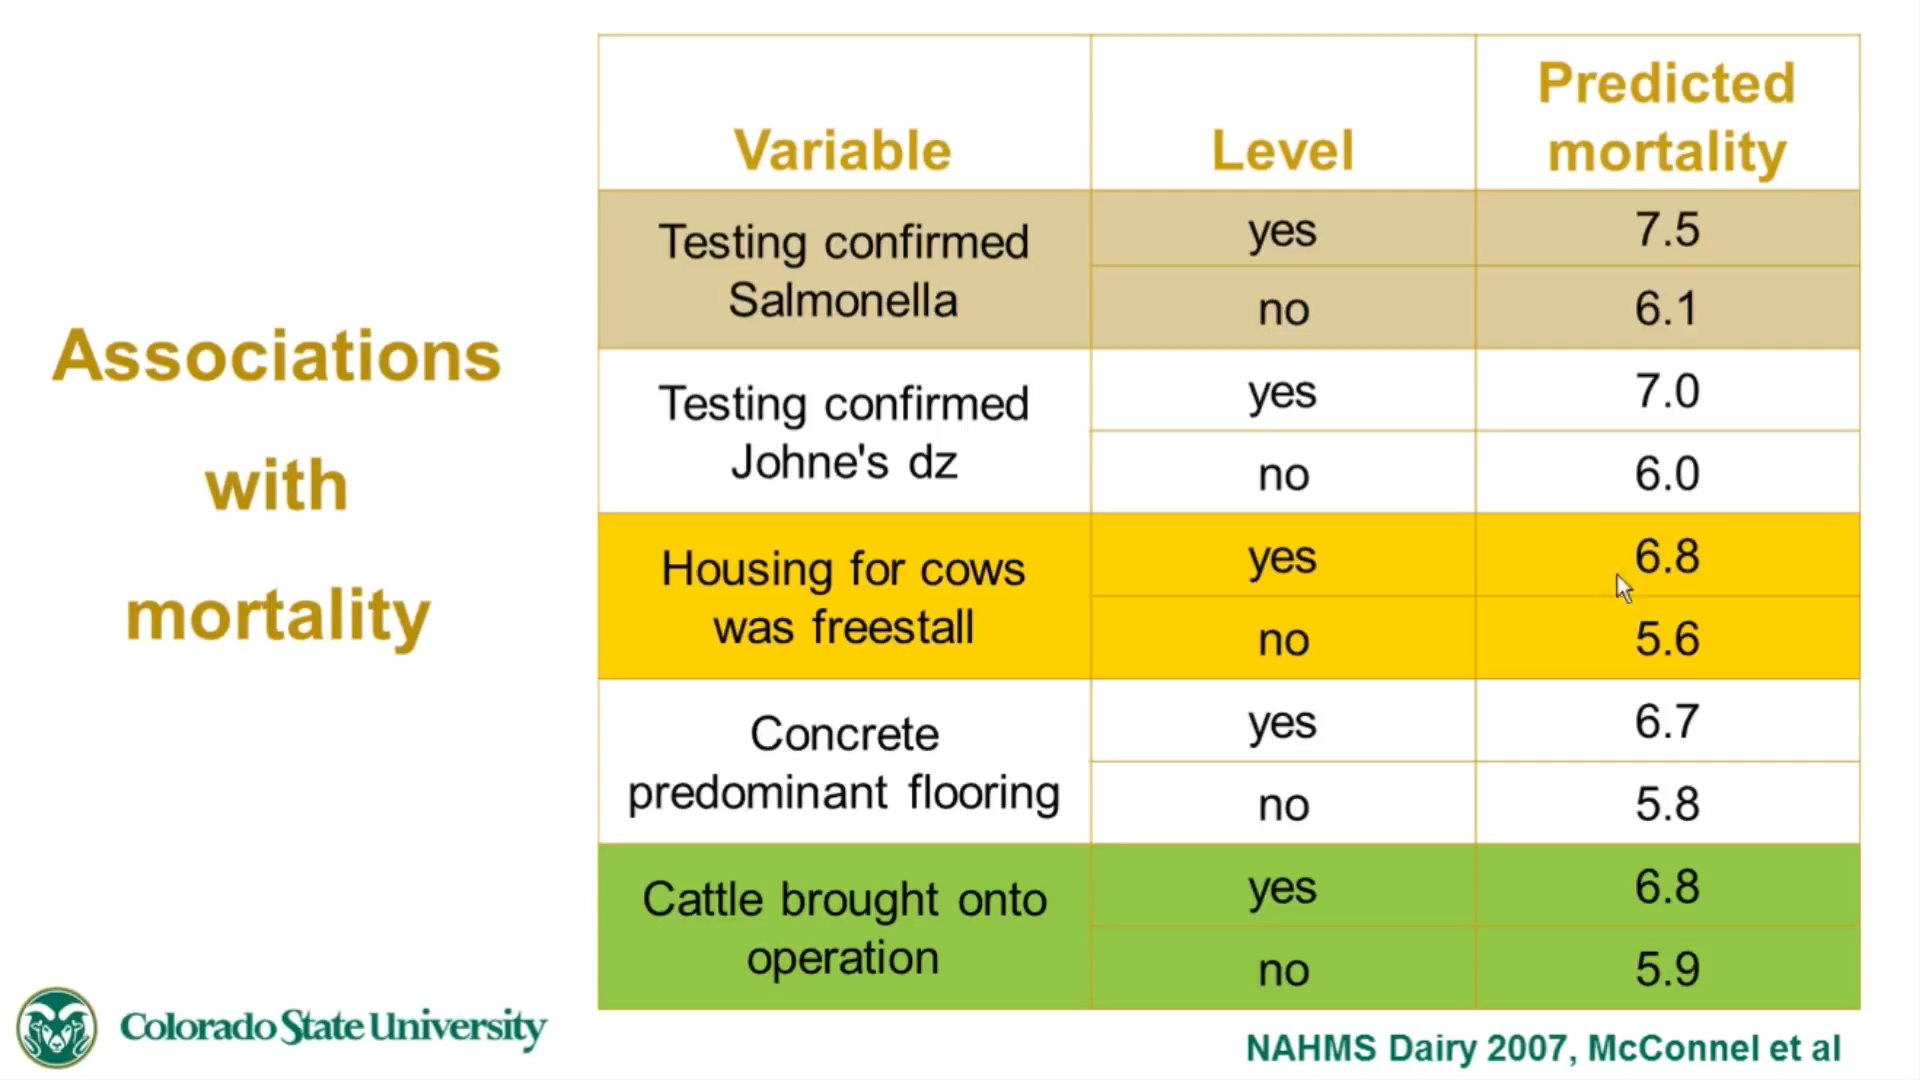 Associations
with
mortality
Variable
Level
Predicted
mortality
Testing confirmed
Salmonella
yes
7.5
no
6.1
Testing confirmed
Johne's dz
yes
7.0
no
6.0
Housing for cows
was freestall
yes
6.8
no
5.6
Concrete
predominant flooring
yes
6.7
no
5.8
Cattle brought onto
operation
yes
6.8
no
5.9
Colorado State University
NAHMS Dairy 2007, McConnel et al